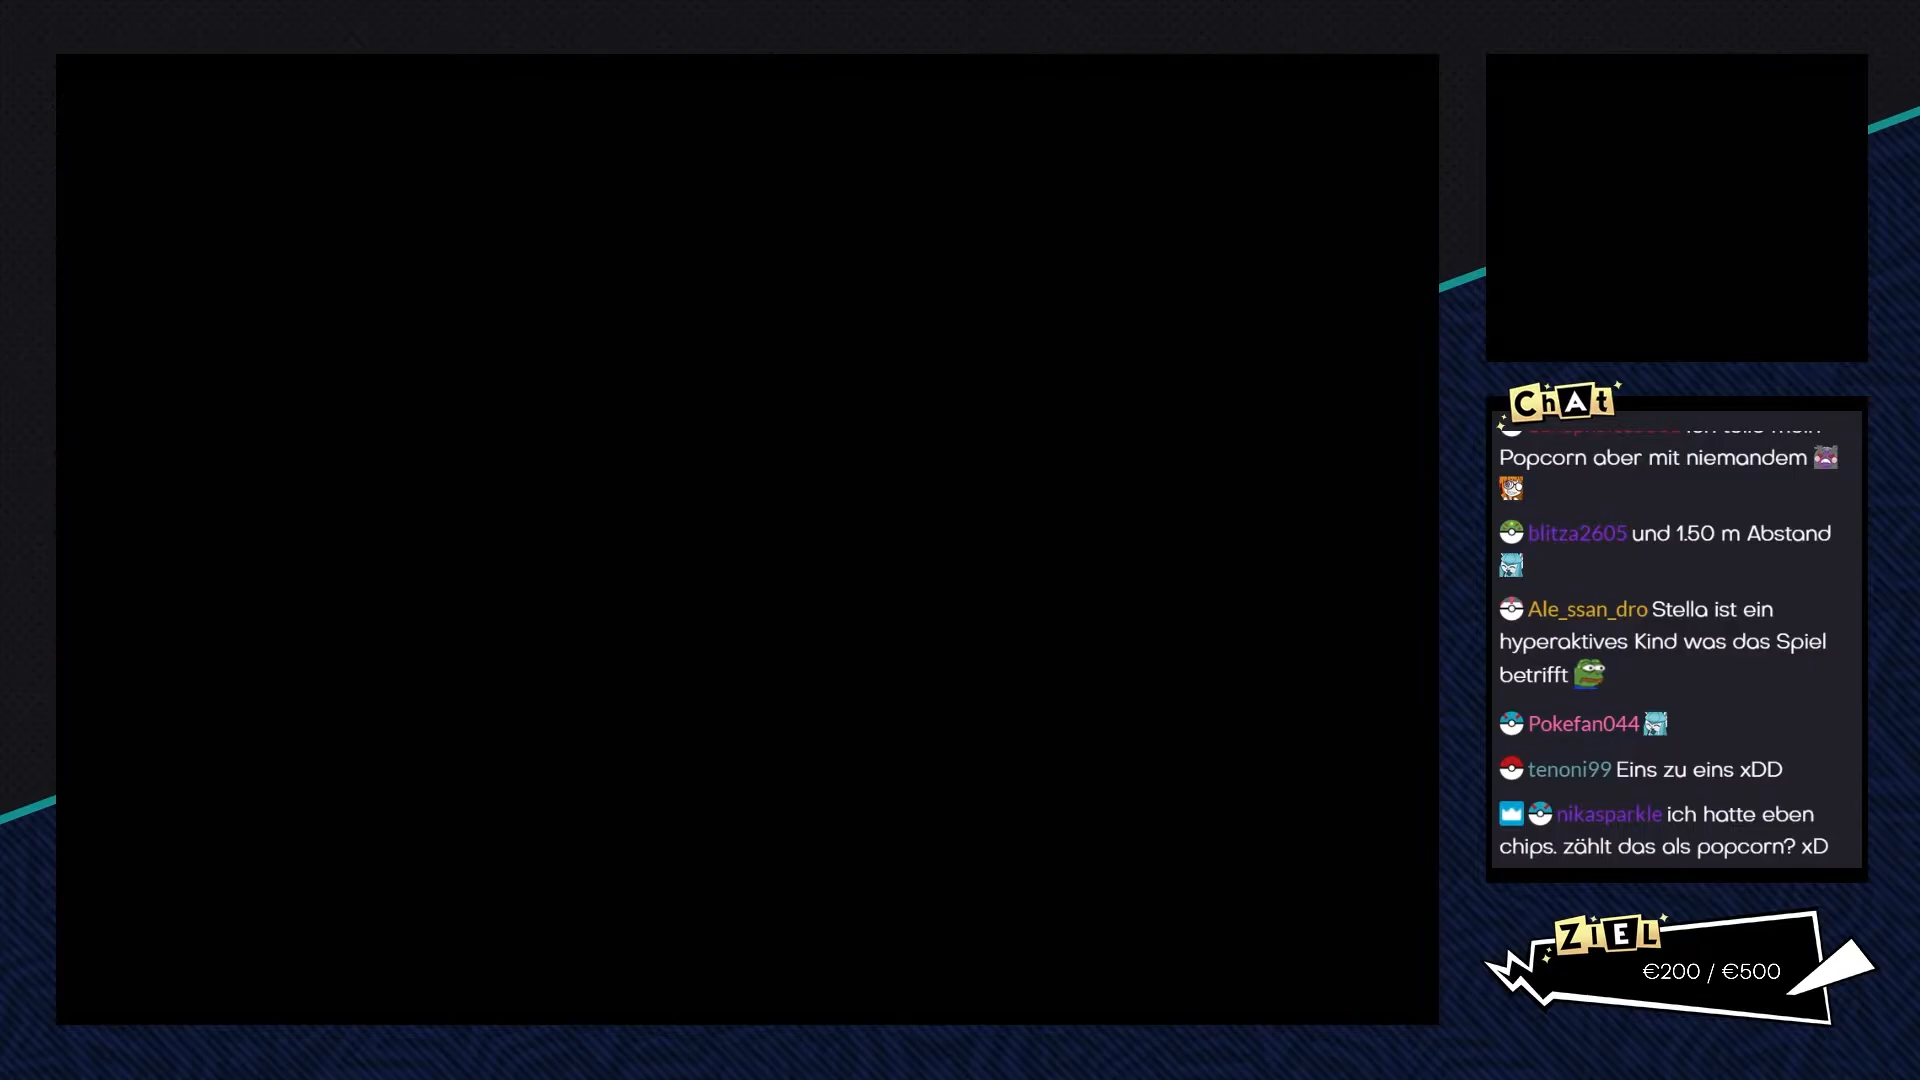 ChAt
Popcorn aber mit niemandem
blitza2605 und 1.50 m Abstand
Ale_ssan_dro Stella ist ein
hyperaktives Kind was das Spiel
betrifft
Pokefan044
tenoni99 Eins zu eins xDD
nikasparkle ich hatte eben
chips. zählt das als popcorn? xD
ZiEL
€200 / €500